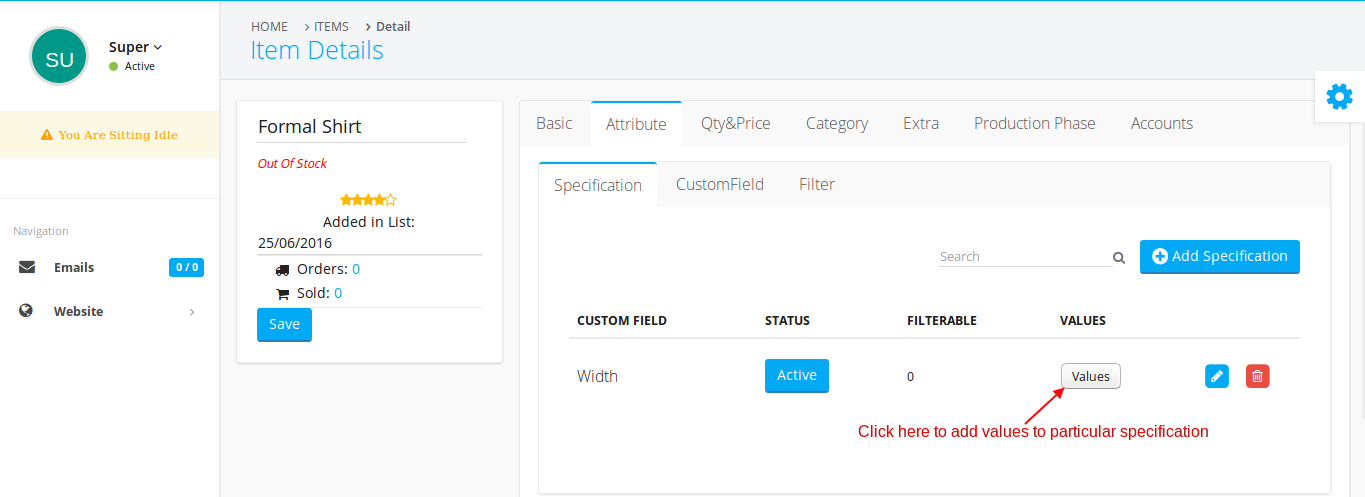 HOME > ITEMS > Detail
Item Details
SU
Super
Active
You Are Sitting Idle
Navigation
Emails 0 / 0
Website
Formal Shirt
Out Of Stock
Added in List:
25/06/2016
Orders: 0
Sold: 0
Save
Basic Attribute Qty&Price Category Extra Production Phase Accounts
Specification CustomField Filter
Search Add Specification
CUSTOM FIELD STATUS FILTERABLE VALUES
Width Active 0 Values
Click here to add values to particular specification